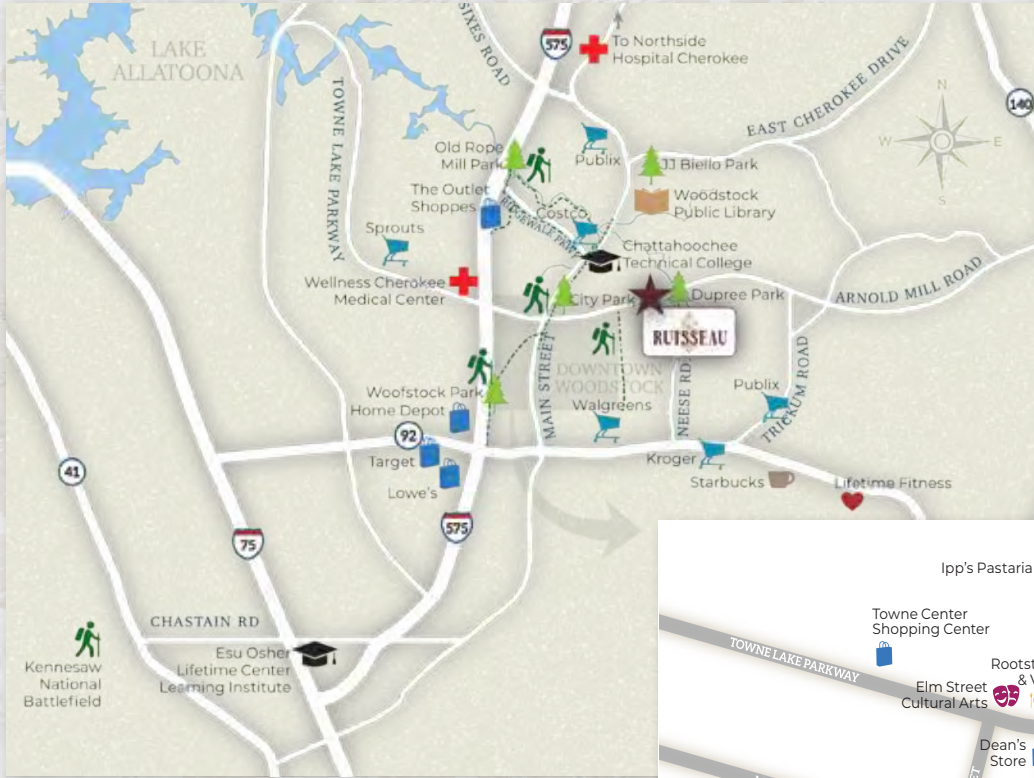 SIXES ROAD
575
To Northside
Hospital Cherokee
LAKE
ALLATOONA
140
EAST CHEROKEE DRIVE
N
W
E
S
TOWNE LAKE PARKWAY
Old Rope
Mill Park
Publix
JJ Biello Park
The Outlet
Shoppes
Woodstock
Public Library
RIDGEWALK PKWY
Costco
Sprouts
Chattahoochee
Technical College
Wellness Cherokee
Medical Center
City Park
Dupree Park
ARNOLD MILL ROAD
RUISSEAU
MAIN STREET
DOWNTOWN
WOODSTOCK
NEESE RD
TRICKUM ROAD
Woofstock Park
Home Depot
Walgreens
Publix
92
Target
Lowe's
Kroger
Starbucks
Lifetime Fitness
41
75
575
CHASTAIN RD
Esu Osher
Lifetime Center
Learning Institute
Kennesaw
National
Battlefield
Ipp's Pastaria
Towne Center
Shopping Center
TOWNE LAKE PARKWAY
Elm Street
Cultural Arts
Rootst
& V
Dean's
Store